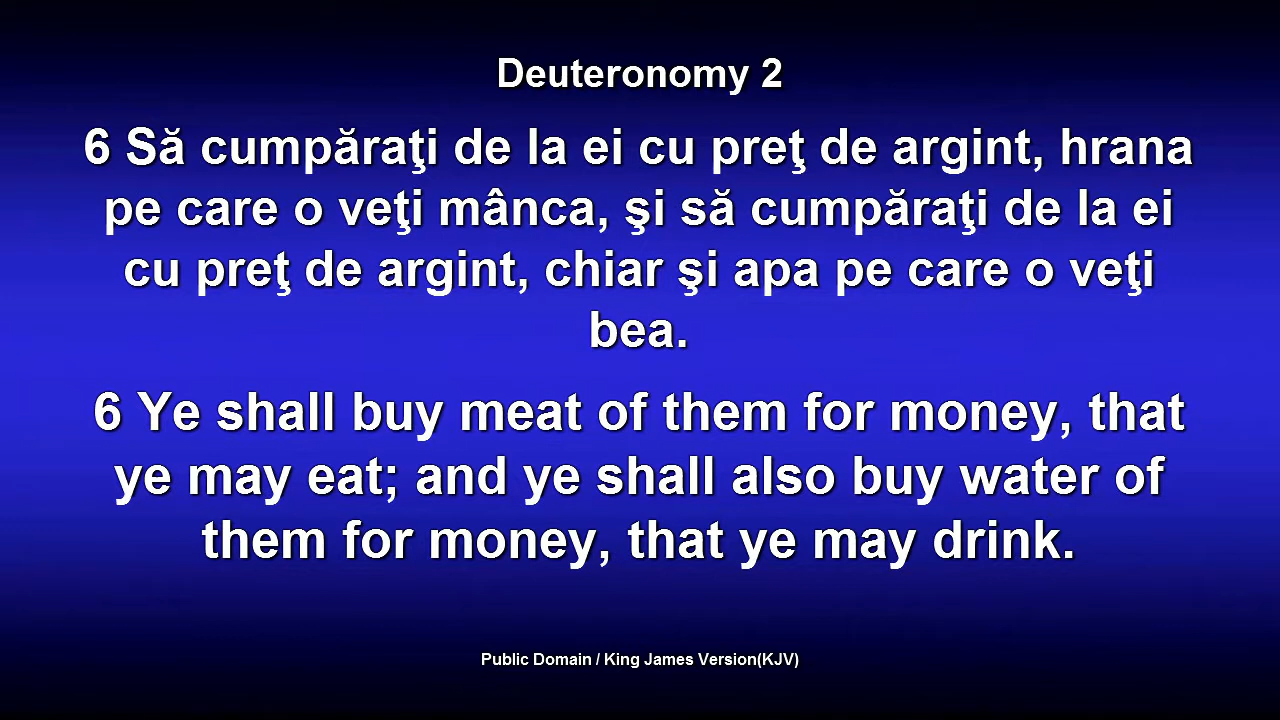 Deuteronomy 2
6 Să cumpăraţi de la ei cu preţ de argint, hrana
pe care o veţi mânca, şi să cumpăraţi de la ei
cu preţ de argint, chiar şi apa pe care o veţi
bea.
6 Ye shall buy meat of them for money, that
ye may eat; and ye shall also buy water of
them for money, that ye may drink.
Public Domain / King James Version(KJV)